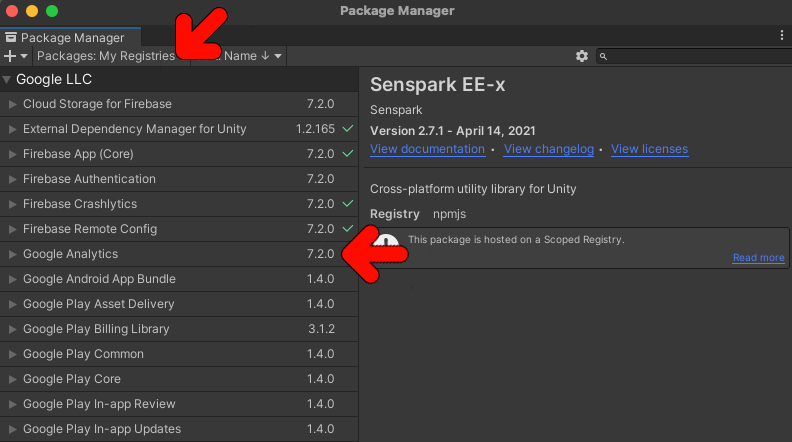 Package Manager
Package Manager
Packages: My Registries
Name ↓
Google LLC
Cloud Storage for Firebase 7.2.0
External Dependency Manager for Unity 1.2.165 ✓
Firebase App (Core) 7.2.0 ✓
Firebase Authentication 7.2.0
Firebase Crashlytics 7.2.0 ✓
Firebase Remote Config 7.2.0 ✓
Google Analytics 7.2.0
Google Android App Bundle 1.4.0
Google Play Asset Delivery 1.4.0
Google Play Billing Library 3.1.2
Google Play Common 1.4.0
Google Play Core 1.4.0
Google Play In-app Review 1.4.0
Google Play In-app Updates 1.4.0
Senspark EE-x
Senspark
Version 2.7.1 - April 14, 2021
View documentation • View changelog • View licenses
Cross-platform utility library for Unity
Registry npmjs
This package is hosted on a Scoped Registry.
Read more